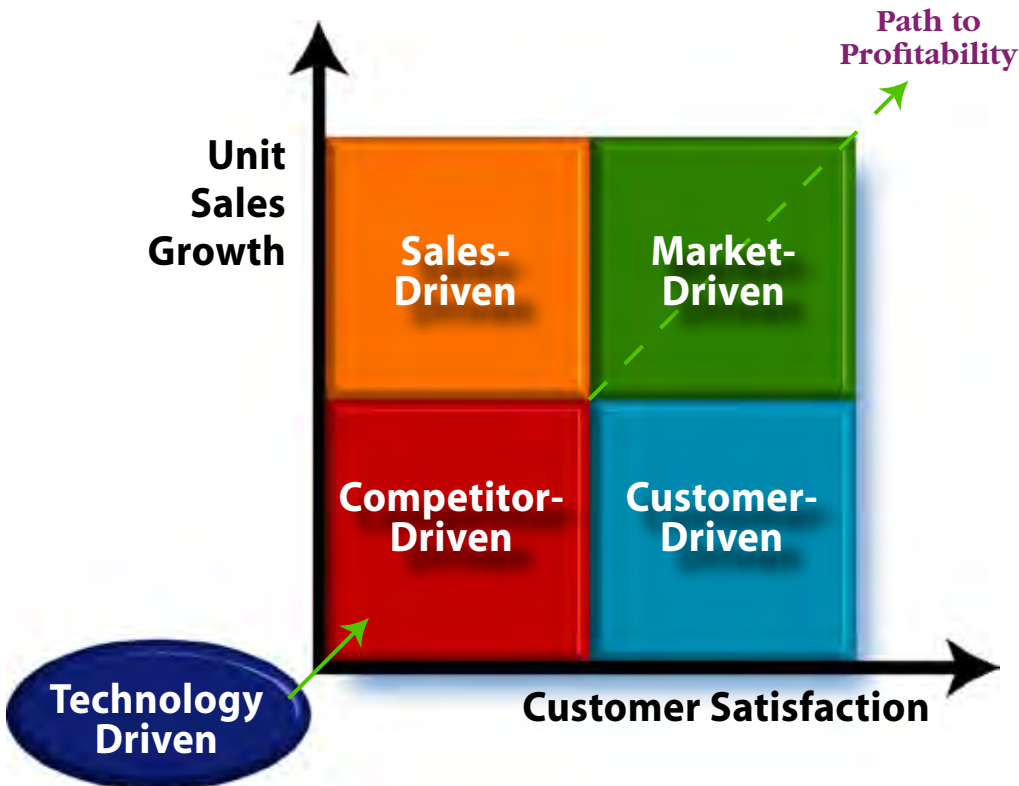 Path to
Profitability
Unit
Sales
Growth
Sales-
Driven
Market-
Driven
Competitor-
Driven
Customer-
Driven
Technology
Driven
Customer Satisfaction